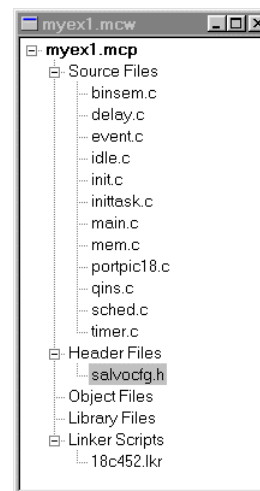 myex1.mcw
myex1.mcp
Source Files
binsem.c
delay.c
event.c
idle.c
init.c
inittask.c
main.c
mem.c
portpic18.c
qins.c
sched.c
timer.c
Header Files
salvocfg.h
Object Files
Library Files
Linker Scripts
18c452.lkr